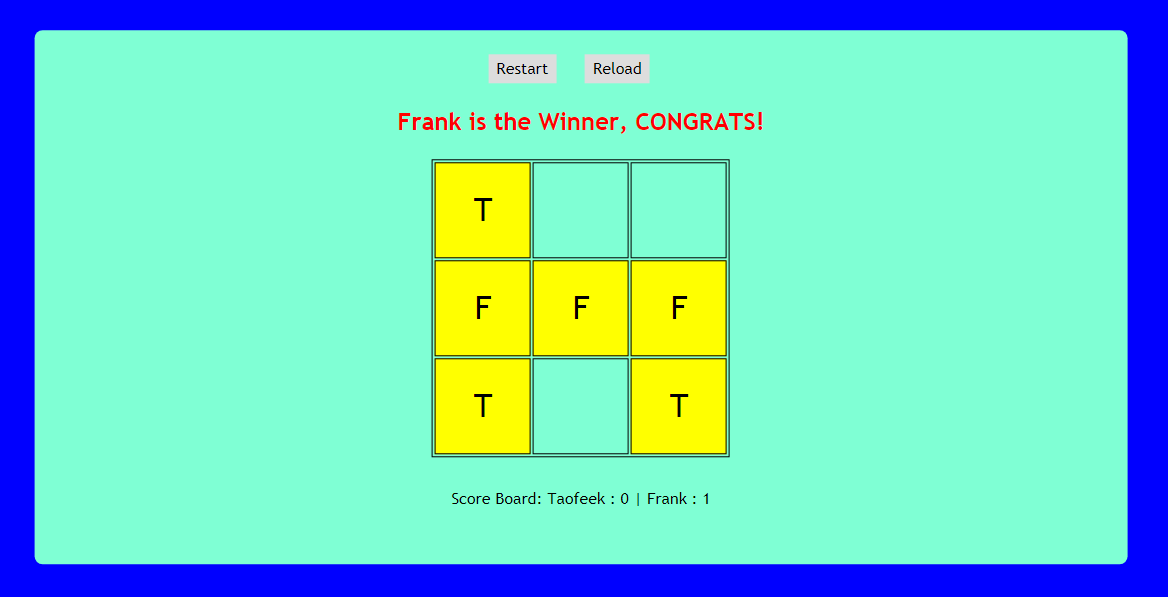 Restart Reload
Frank is the Winner, CONGRATS!
T
F F F
T T
Score Board: Taofeek : 0 | Frank : 1